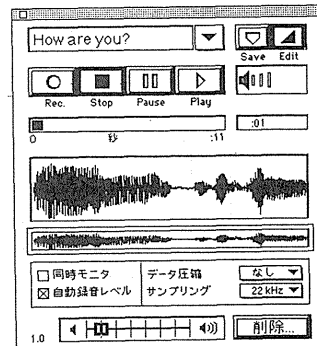 How are you?
Save Edit
Rec. Stop Pause Play
0 秒 :11 :01
同時モニタ データ圧縮 なし
自動録音レベル サンプリング 22 kHz
1.0 削除...